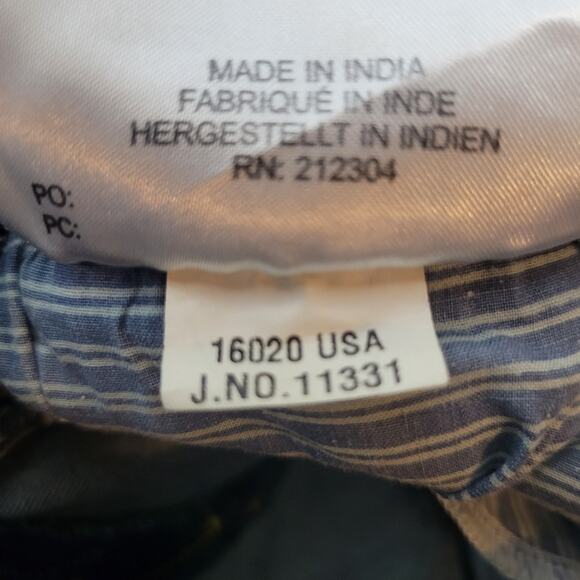 MADE IN INDIA
FABRIQUÉ IN INDE
HERGESTELLT IN INDIEN
RN: 212304
PO:
PC:
16020 USA
J.NO.11331